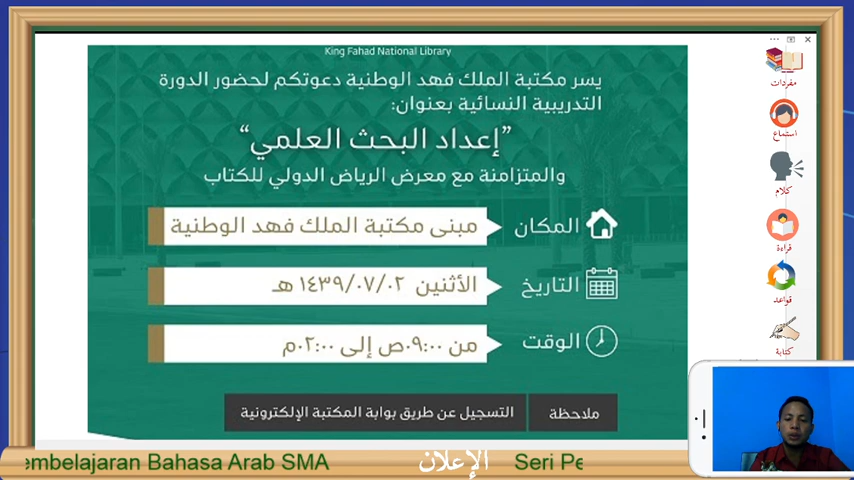 King Fahad National Library
يسر مكتبة الملك فهد الوطنية دعوتكم لحضور الدورة
التدريبية النسائية بعنوان:
"إعداد البحث العلمي"
والمتزامنة مع معرض الرياض الدولي للكتاب
المكان
مبنى مكتبة الملك فهد الوطنية
التاريخ
الأثنين ١٤٣٩/٠٧/٠٢ هـ
الوقت
من ٠٩:٠٠ص إلى ٠٢:٠٠م
ملاحظة
التسجيل عن طريق بوابة المكتبة الإلكترونية
مفردات
استماع
كلام
قراءة
قواعد
كتابة
embelajaran Bahasa Arab SMA
الإعلان
Seri Pe